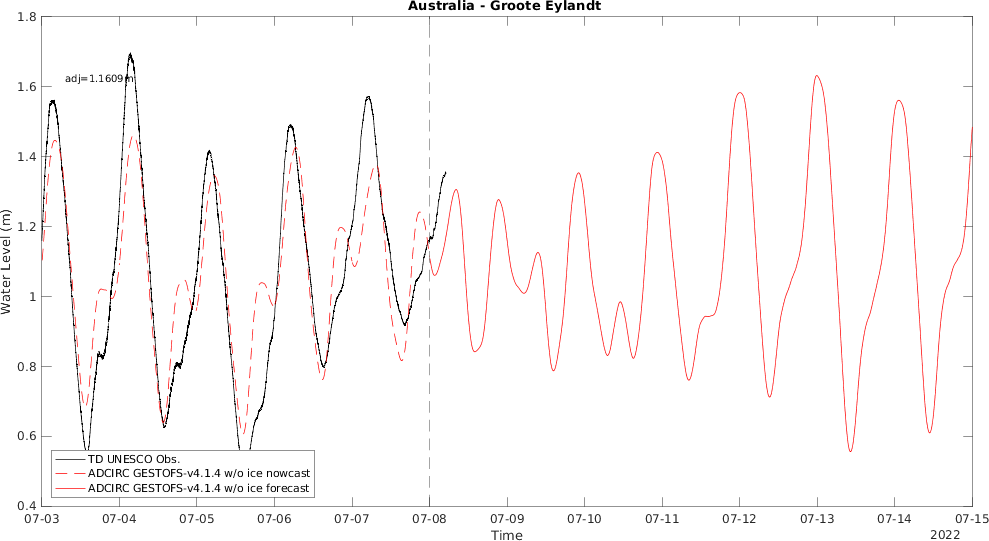 Australia - Groote Eylandt
adj=1.1609 m
Water Level (m)
1.8
1.6
1.4
1.2
1
0.8
0.6
0.4
TD UNESCO Obs.
ADCIRC GESTOFS-v4.1.4 w/o ice nowcast
ADCIRC GESTOFS-v4.1.4 w/o ice forecast
07-03 07-04 07-05 07-06 07-07 07-08 07-09 07-10 07-11 07-12 07-13 07-14 07-15
Time
2022